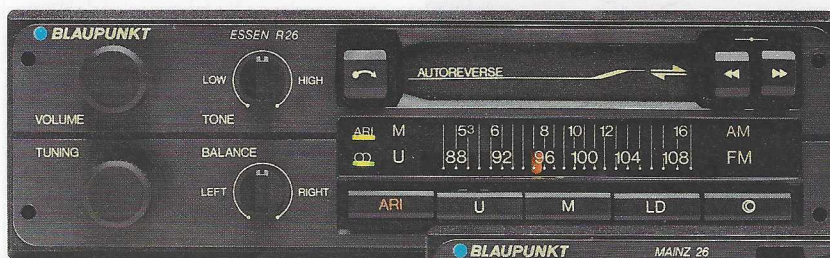 BLAUPUNKT ESSEN R26
LOW HIGH
VOLUME TONE
AUTOREVERSE
ARI M 53 6 8 10 12 16 AM
U 88 92 96 100 104 108 FM
TUNING BALANCE
LEFT RIGHT
ARI U M LD ©
BLAUPUNKT MAINZ 26